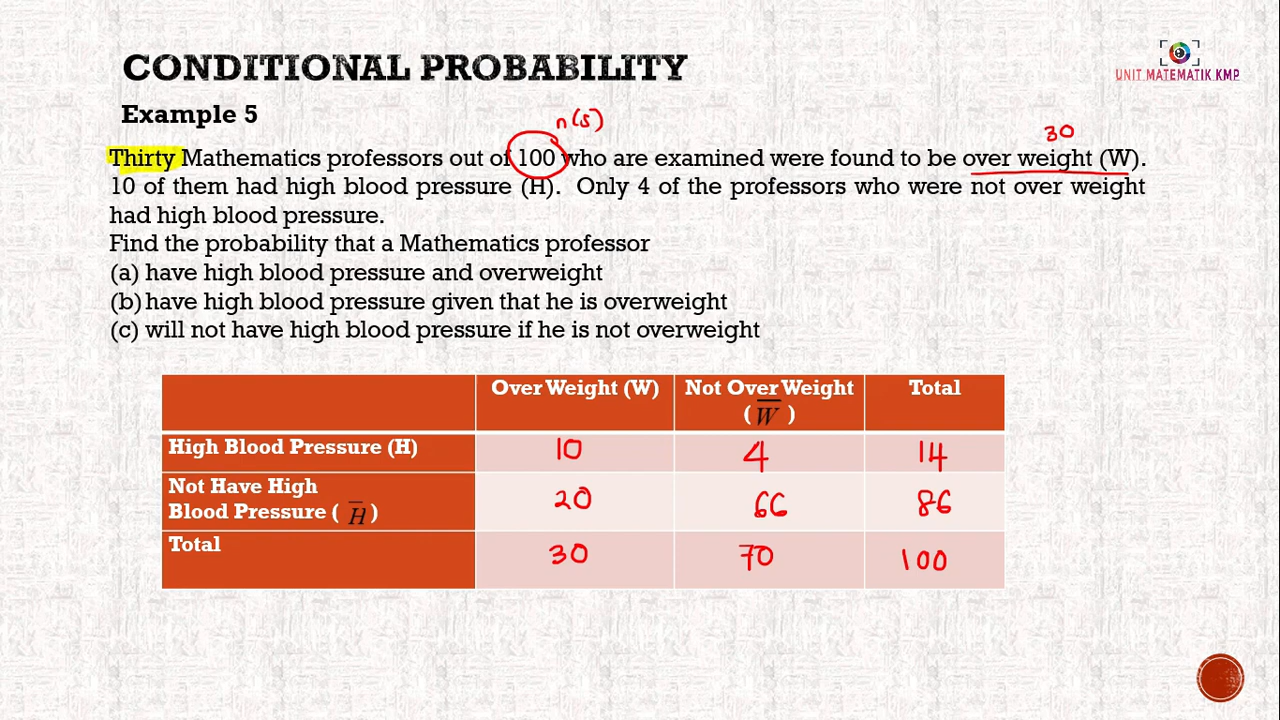 CONDITIONAL PROBABILITY
UNIT MATEMATIK KMP
Example 5
n(s)
30
Thirty Mathematics professors out of 100 who are examined were found to be over weight (W).
10 of them had high blood pressure (H). Only 4 of the professors who were not over weight
had high blood pressure.
Find the probability that a Mathematics professor
(a) have high blood pressure and overweight
(b) have high blood pressure given that he is overweight
(c) will not have high blood pressure if he is not overweight
Over Weight (W) Not Over Weight Total
( W̅ )
High Blood Pressure (H) 10 4 14
Not Have High
Blood Pressure ( H̅ ) 20 66 86
Total 30 70 100